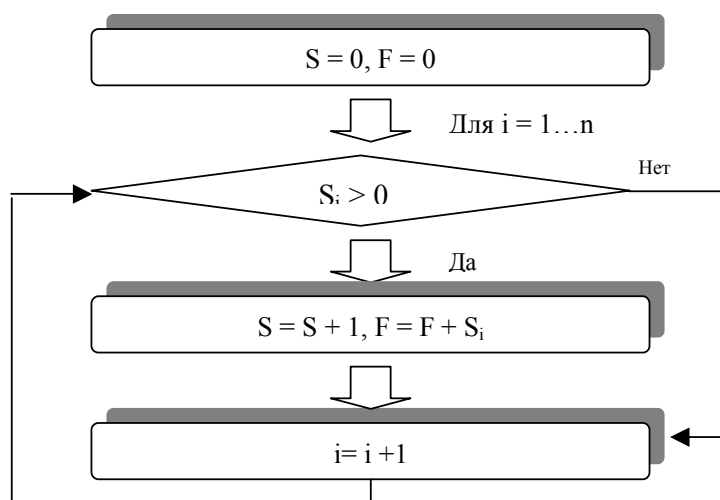 S = 0, F = 0
Для i = 1…n
Нет
Sᵢ > 0
Да
S = S + 1, F = F + Sᵢ
i= i +1